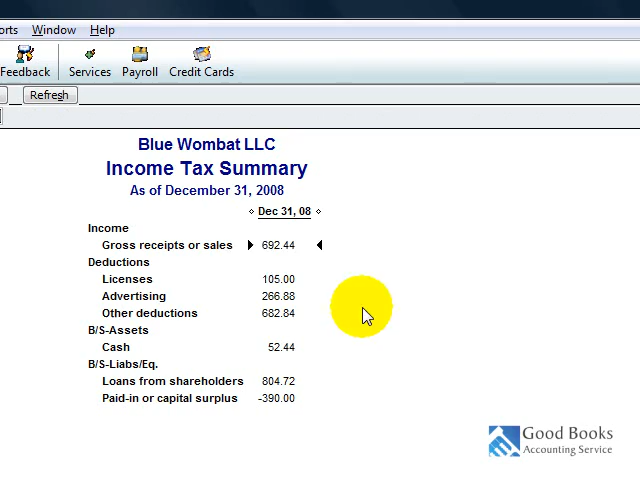 orts Window Help
Feedback Services Payroll Credit Cards
Refresh
Blue Wombat LLC
Income Tax Summary
As of December 31, 2008
Dec 31, 08
Income
Gross receipts or sales 692.44
Deductions
Licenses 105.00
Advertising 266.88
Other deductions 682.84
B/S-Assets
Cash 52.44
B/S-Liabs/Eq.
Loans from shareholders 804.72
Paid-in or capital surplus -390.00
Good Books
Accounting Service